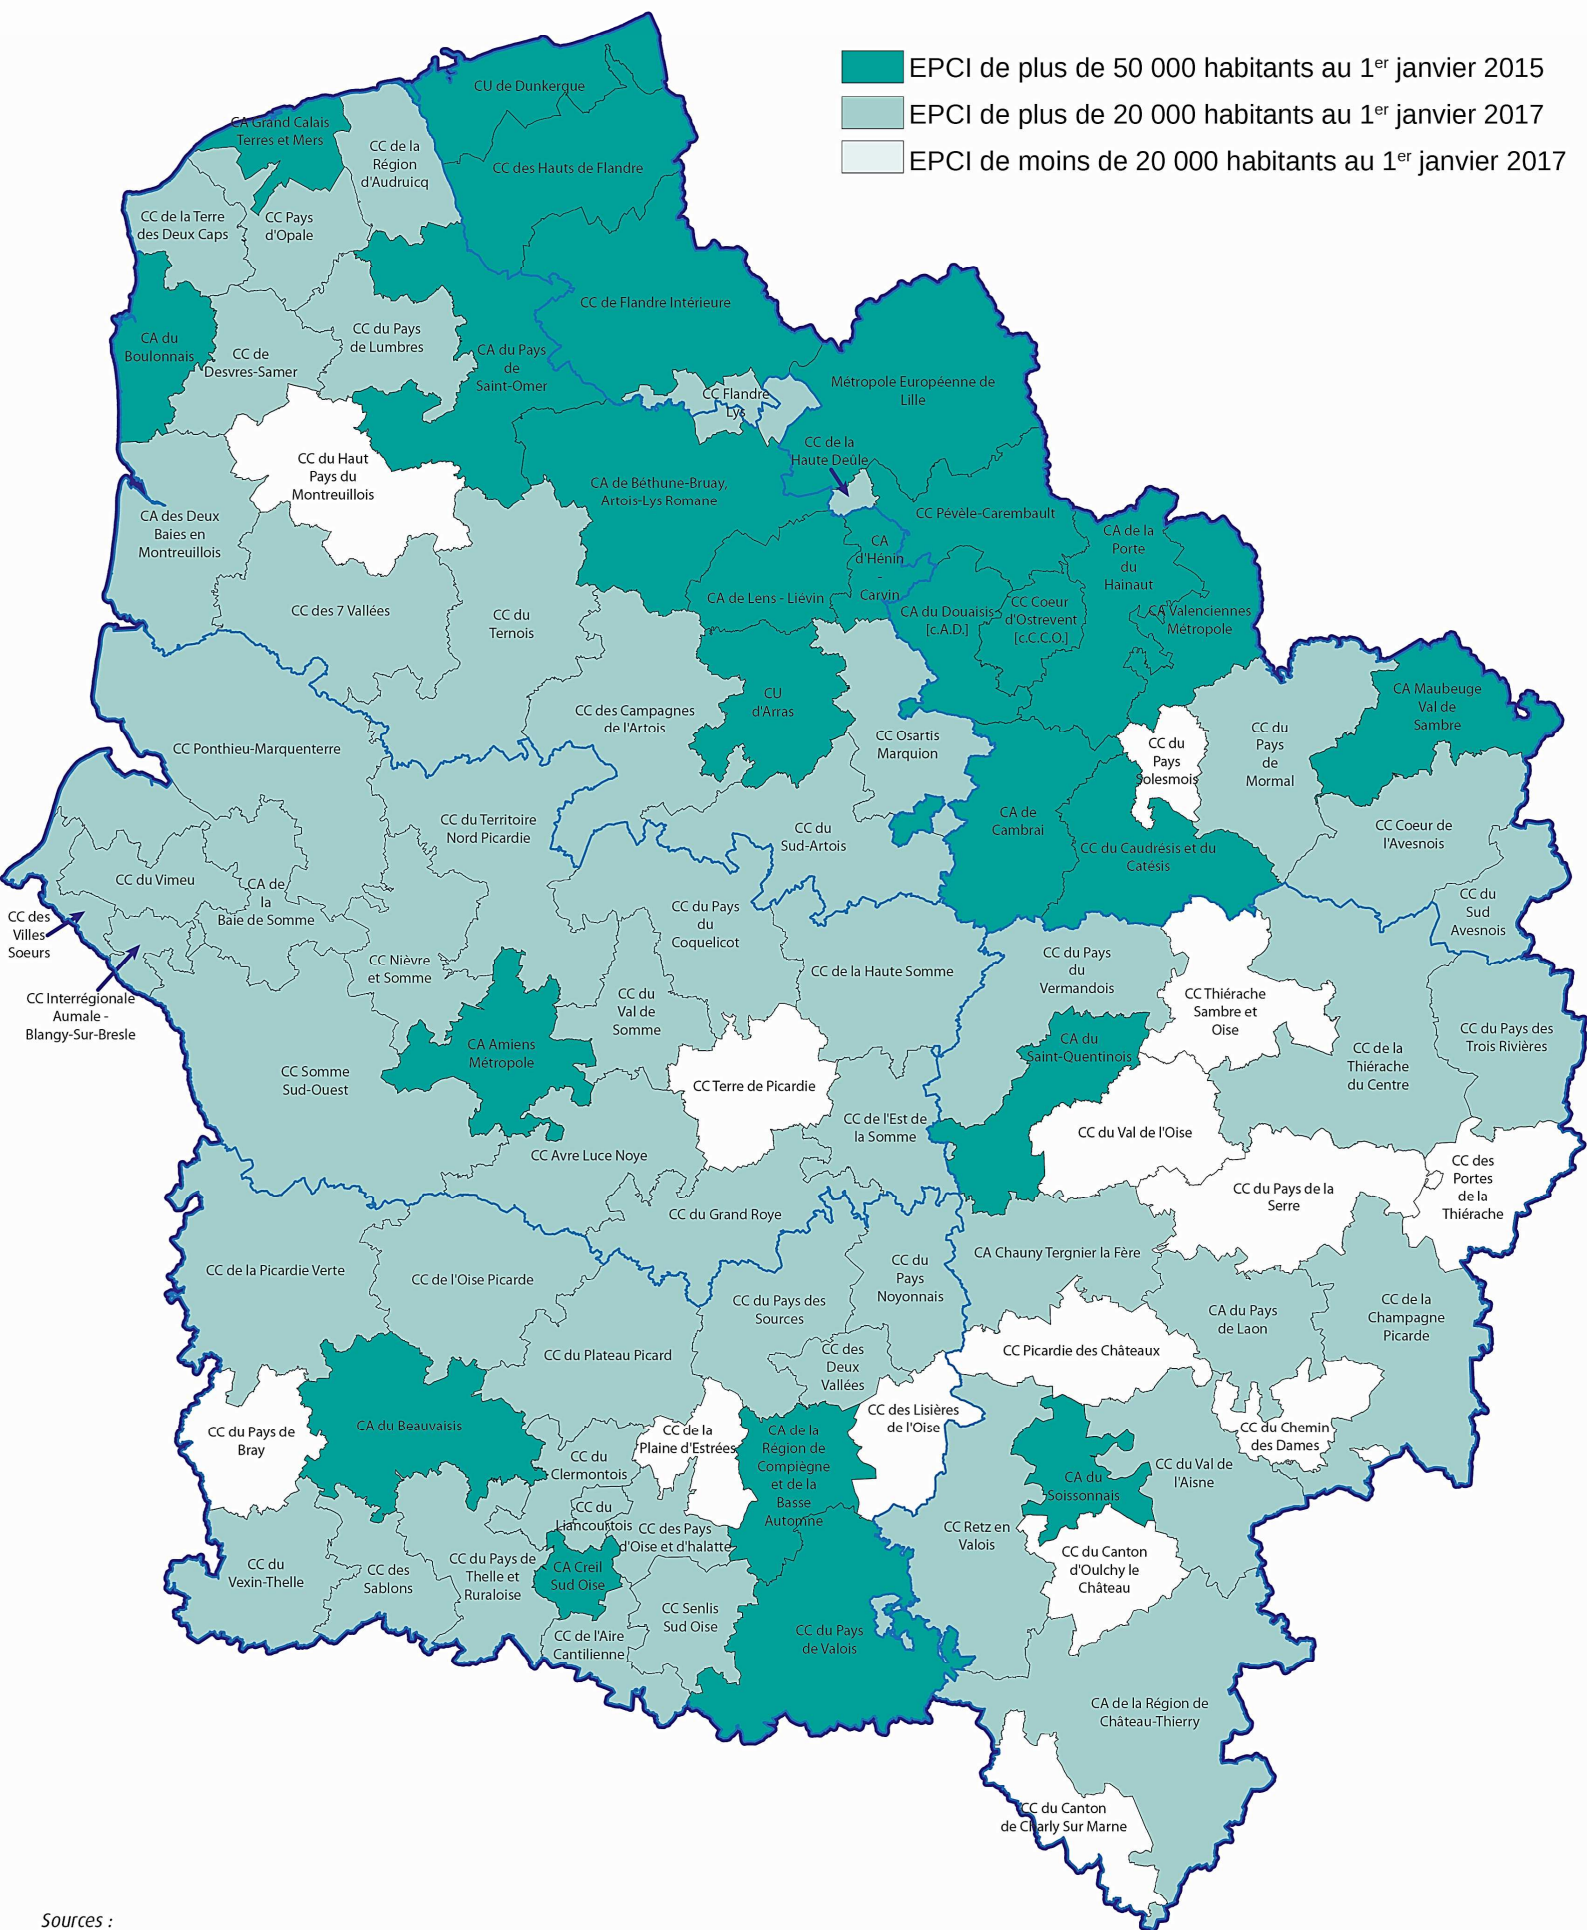 EPCI de plus de 50 000 habitants au 1er janvier 2015
EPCI de plus de 20 000 habitants au 1er janvier 2017
EPCI de moins de 20 000 habitants au 1er janvier 2017
CU de Dunkerque
CA Grand Calais
Terres et Mers
CC de la
Région
d'Audruicq
CC des Hauts de Flandre
CC de la Terre
des Deux Caps
CC Pays
d'Opale
CC de Flandre Intérieure
CA du
Boulonnais
CC de
Desvres-Samer
CC du Pays
de Lumbres
CA du Pays
de
Saint-Omer
CC Flandre
Lys
Métropole Européenne de
Lille
CC de la
Haute Deûle
CC du Haut
Pays du
Montreuillois
CA de Béthune-Bruay,
Artois-Lys Romane
CC Pévèle-Carembault
CA des Deux
Baies en
Montreuillois
CA
d'Hénin
-
Carvin
CA de la
Porte
du
Hainaut
CC des 7 Vallées
CC du
Ternois
CA de Lens - Liévin
CA du Douaisis
[c.A.D.]
CC Coeur
d'Ostrevent
[c.C.C.O.]
CA Valenciennes
Métropole
CC des Campagnes
de l'Artois
CU
d'Arras
CC Osartis
Marquion
CC du
Pays
Solesmois
CC du
Pays
de
Mormal
CA Maubeuge
Val de
Sambre
CC Ponthieu-Marquenterre
CC du Territoire
Nord Picardie
CC du
Sud-Artois
CA de
Cambrai
CC du Caudrésis et du
Catésis
CC Coeur de
l'Avesnois
CC du Vimeu
CA de
la
Baie de Somme
CC des
Villes
Soeurs
CC du Pays
du
Coquelicot
CC du
Sud
Avesnois
CC Interrégionale
Aumale -
Blangy-Sur-Bresle
CC Nièvre
et Somme
CC du
Val de
Somme
CC de la Haute Somme
CC du Pays
du
Vermandois
CC Thiérache
Sambre et
Oise
CC du Pays des
Trois Rivières
CA Amiens
Métropole
CC Somme
Sud-Ouest
CC Terre de Picardie
CA du
Saint-Quentinois
CC de la
Thiérache
du Centre
CC de l'Est de
la Somme
CC du Val de l'Oise
CC Avre Luce Noye
CC du Grand Roye
CC du Pays de la
Serre
CC des
Portes
de la
Thiérache
CC de la Picardie Verte
CC de l'Oise Picarde
CC du Pays des
Sources
CC du
Pays
Noyonnais
CA Chauny Tergnier la Fère
CA du Pays
de Laon
CC de la
Champagne
Picarde
CC du Plateau Picard
CC des
Deux
Vallées
CC Picardie des Châteaux
CC du Pays de
Bray
CA du Beauvaisis
CC de la
Plaine d'Estrées
CA de la
Région de
Compiègne
et de la
Basse
Automne
CC des Lisières
de l'Oise
CC du Chemin
des Dames
CC du
Clermontois
CC du
Liancourtois
CC des Pays
d'Oise et d'halatte
CA du
Soissonnais
CC du Val de
l'Aisne
CC Retz en
Valois
CC du
Vexin-Thelle
CC des
Sablons
CC du Pays de
Thelle et
Ruraloise
CA Creil
Sud Oise
CC du Canton
d'Oulchy le
Château
CC Senlis
Sud Oise
CC de l'Aire
Cantilienne
CC du Pays
de Valois
CA de la Région de
Château-Thierry
CC du Canton
de Charly Sur Marne
Sources :